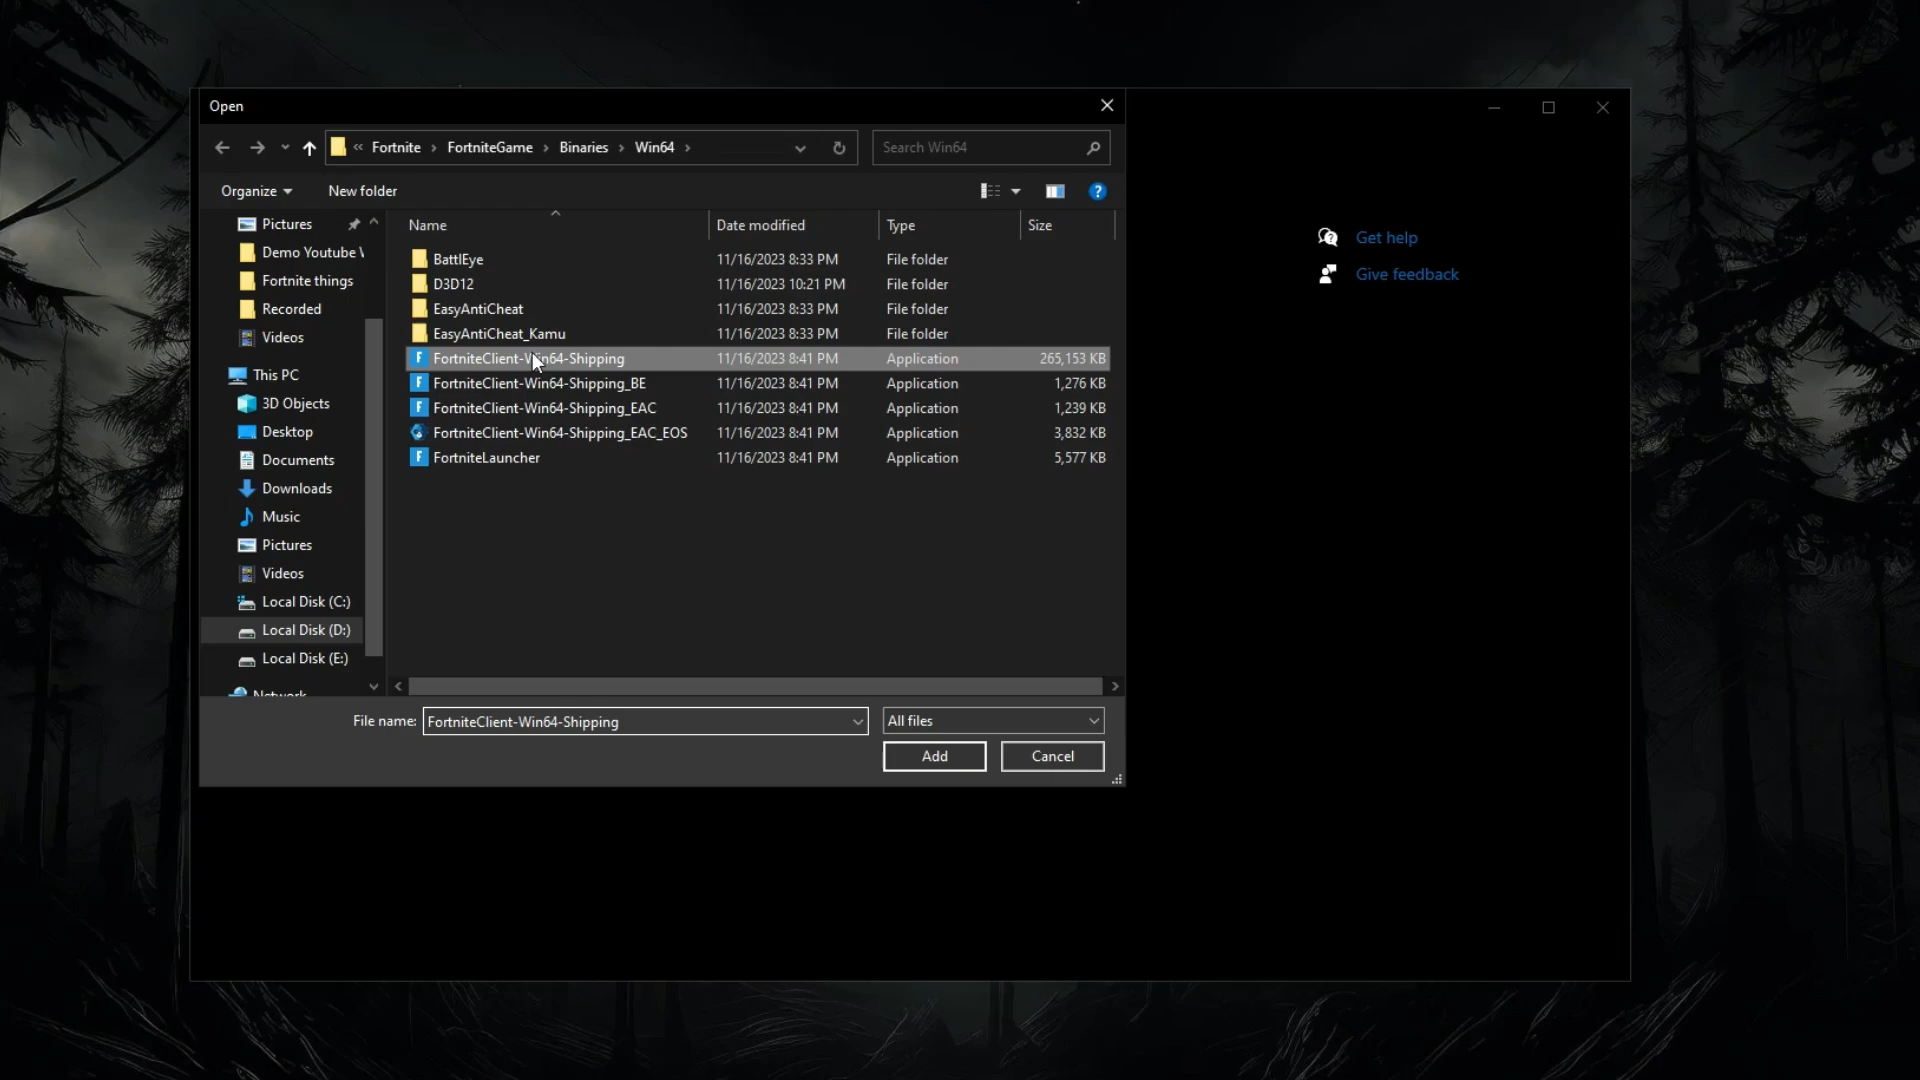 Open
Fortnite
FortniteGame
Binaries
Win64
Search Win64
Organize
New folder
Name
Date modified
Type
Size
Pictures
Demo Youtube
Fortnite things
Recorded
Videos
This PC
3D Objects
Desktop
Documents
Downloads
Music
Pictures
Videos
Local Disk (C:)
Local Disk (D:)
Local Disk (E:)
Network
BattlEye 11/16/2023 8:33 PM File folder
D3D12 11/16/2023 10:21 PM File folder
EasyAntiCheat 11/16/2023 8:33 PM File folder
EasyAntiCheat_Kamu 11/16/2023 8:33 PM File folder
FortniteClient-Win64-Shipping 11/16/2023 8:41 PM Application 265,153 KB
FortniteClient-Win64-Shipping_BE 11/16/2023 8:41 PM Application 1,276 KB
FortniteClient-Win64-Shipping_EAC 11/16/2023 8:41 PM Application 1,239 KB
FortniteClient-Win64-Shipping_EAC_EOS 11/16/2023 8:41 PM Application 3,832 KB
FortniteLauncher 11/16/2023 8:41 PM Application 5,577 KB
File name: FortniteClient-Win64-Shipping
All files
Add
Cancel
Get help
Give feedback